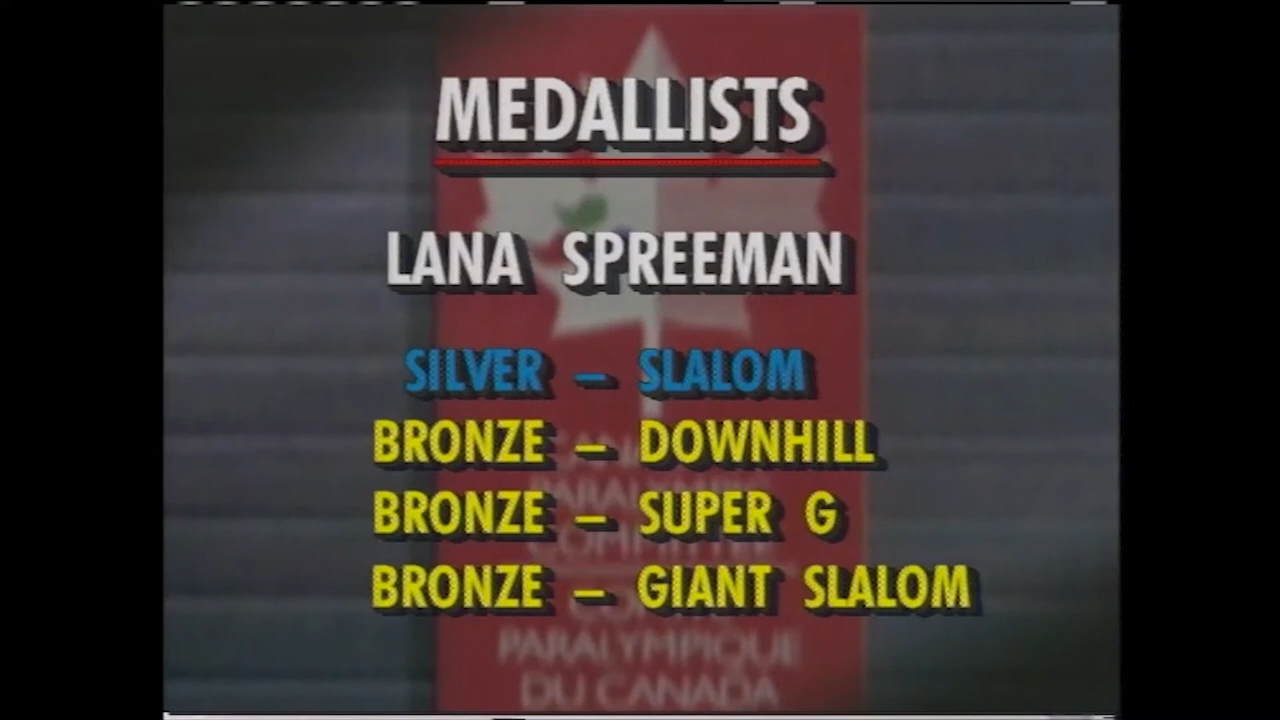 MEDALLISTS
LANA SPREEMAN
SILVER – SLALOM
BRONZE – DOWNHILL
BRONZE – SUPER G
BRONZE – GIANT SLALOM
PARALYMPIQUE
DU CANADA